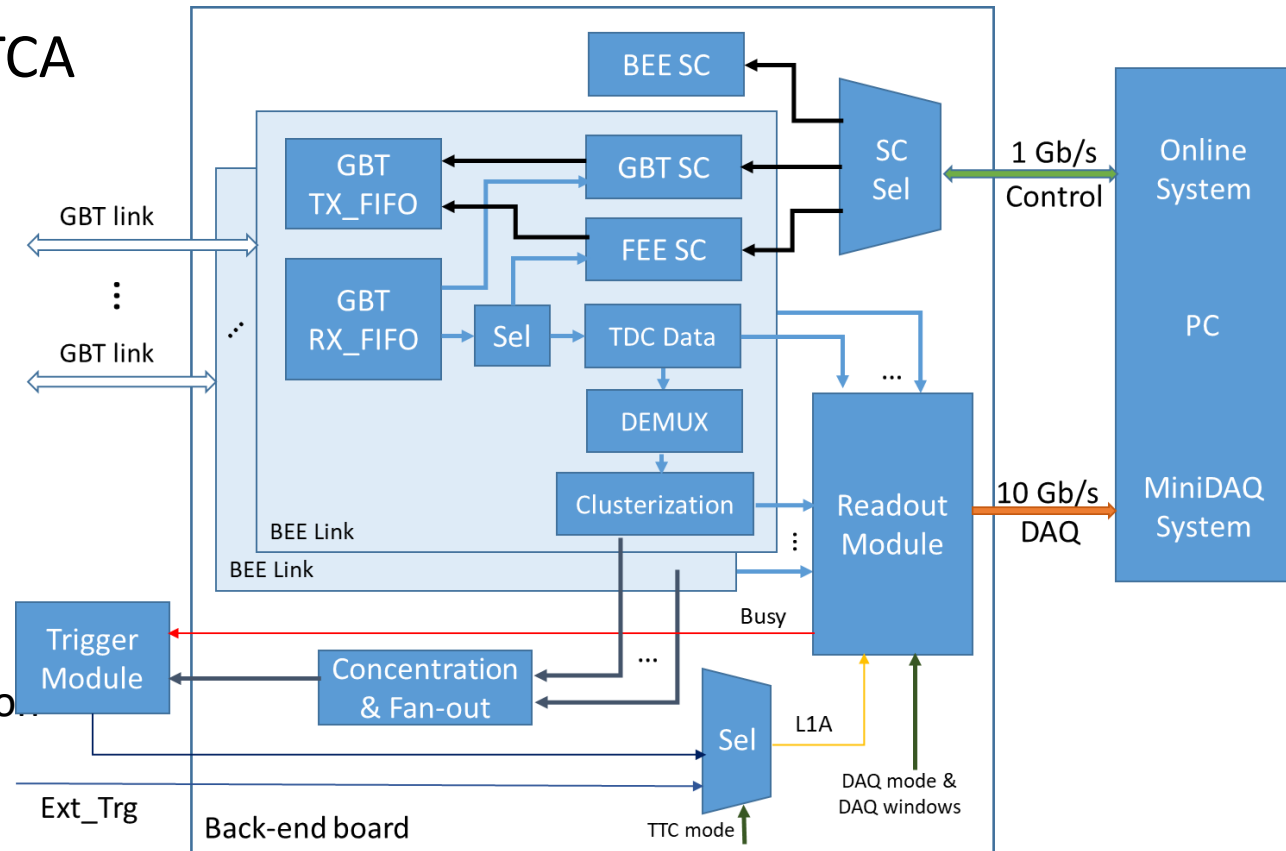 TCA
BEE SC
GBT
TX_FIFO
GBT SC
SC
Sel
1 Gb/s
Control
Online
System
GBT link
...
FEE SC
GBT
RX_FIFO
Sel
TDC Data
PC
GBT link
...
...
DEMUX
Clusterization
Readout
Module
10 Gb/s
DAQ
MiniDAQ
System
BEE Link
...
BEE Link
Busy
Trigger
Module
Concentration
& Fan-out
...
on
Sel
L1A
DAQ mode &
DAQ windows
Ext_Trg
TTC mode
Back-end board